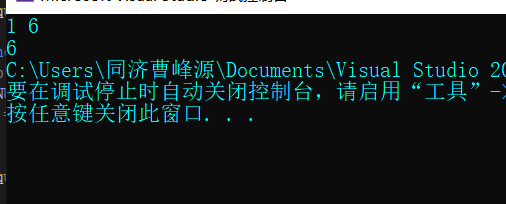 1 6
6
C:\Users\同济曹峰源\Documents\Visual Studio 20
要在调试停止时自动关闭控制台，请启用“工具”->
按任意键关闭此窗口. . .